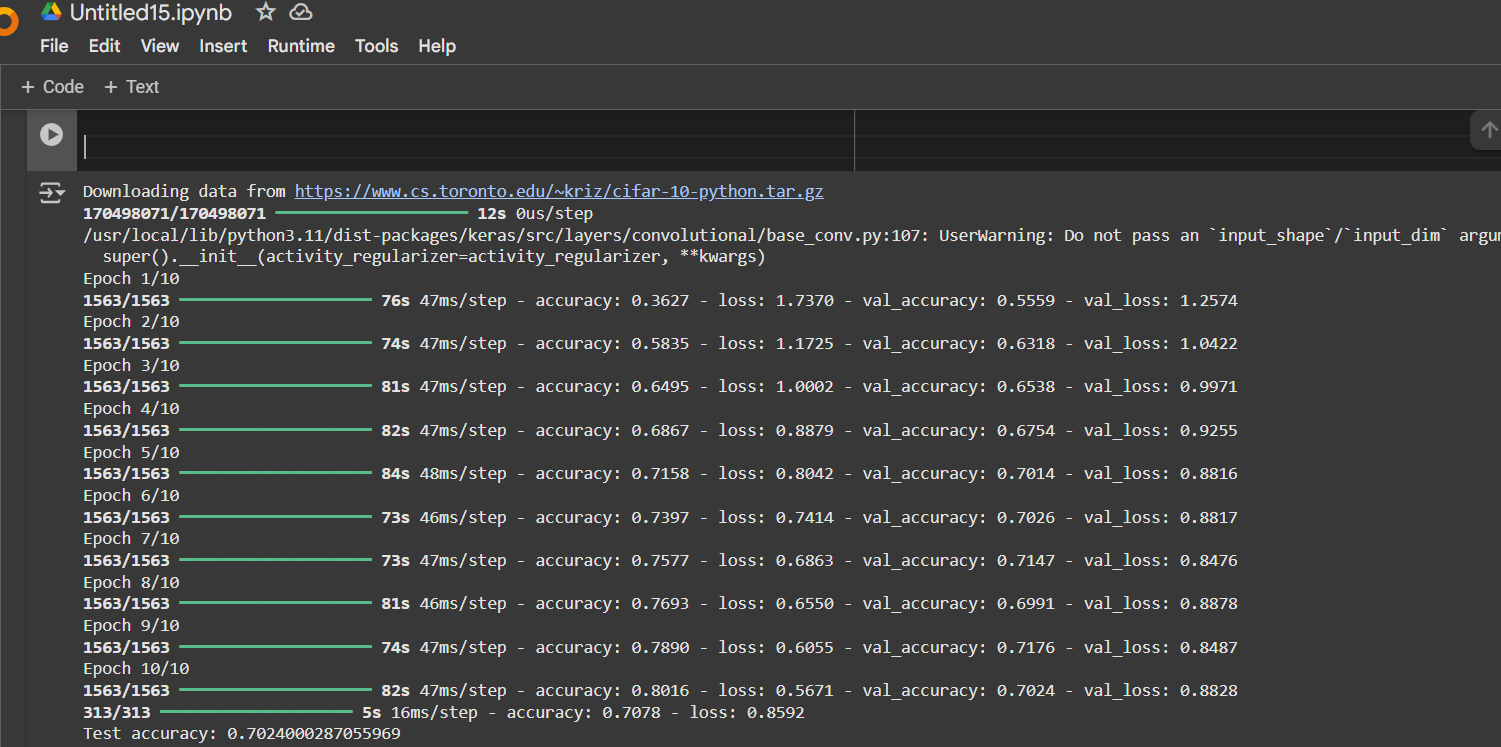 Untitled15.ipynb
File Edit View Insert Runtime Tools Help
+ Code + Text
Downloading data from https://www.cs.toronto.edu/~kriz/cifar-10-python.tar.gz
170498071/170498071 ━━━━━━━━━━━━━━━━━━━━ 12s 0us/step
/usr/local/lib/python3.11/dist-packages/keras/src/layers/convolutional/base_conv.py:107: UserWarning: Do not pass an `input_shape`/`input_dim` argu
super().__init__(activity_regularizer=activity_regularizer, **kwargs)
Epoch 1/10
1563/1563 ━━━━━━━━━━━━━━━━━━━━ 76s 47ms/step - accuracy: 0.3627 - loss: 1.7370 - val_accuracy: 0.5559 - val_loss: 1.2574
Epoch 2/10
1563/1563 ━━━━━━━━━━━━━━━━━━━━ 74s 47ms/step - accuracy: 0.5835 - loss: 1.1725 - val_accuracy: 0.6318 - val_loss: 1.0422
Epoch 3/10
1563/1563 ━━━━━━━━━━━━━━━━━━━━ 81s 47ms/step - accuracy: 0.6495 - loss: 1.0002 - val_accuracy: 0.6538 - val_loss: 0.9971
Epoch 4/10
1563/1563 ━━━━━━━━━━━━━━━━━━━━ 82s 47ms/step - accuracy: 0.6867 - loss: 0.8879 - val_accuracy: 0.6754 - val_loss: 0.9255
Epoch 5/10
1563/1563 ━━━━━━━━━━━━━━━━━━━━ 84s 48ms/step - accuracy: 0.7158 - loss: 0.8042 - val_accuracy: 0.7014 - val_loss: 0.8816
Epoch 6/10
1563/1563 ━━━━━━━━━━━━━━━━━━━━ 73s 46ms/step - accuracy: 0.7397 - loss: 0.7414 - val_accuracy: 0.7026 - val_loss: 0.8817
Epoch 7/10
1563/1563 ━━━━━━━━━━━━━━━━━━━━ 73s 47ms/step - accuracy: 0.7577 - loss: 0.6863 - val_accuracy: 0.7147 - val_loss: 0.8476
Epoch 8/10
1563/1563 ━━━━━━━━━━━━━━━━━━━━ 81s 46ms/step - accuracy: 0.7693 - loss: 0.6550 - val_accuracy: 0.6991 - val_loss: 0.8878
Epoch 9/10
1563/1563 ━━━━━━━━━━━━━━━━━━━━ 74s 47ms/step - accuracy: 0.7890 - loss: 0.6055 - val_accuracy: 0.7176 - val_loss: 0.8487
Epoch 10/10
1563/1563 ━━━━━━━━━━━━━━━━━━━━ 82s 47ms/step - accuracy: 0.8016 - loss: 0.5671 - val_accuracy: 0.7024 - val_loss: 0.8828
313/313 ━━━━━━━━━━━━━━━━━━━━ 5s 16ms/step - accuracy: 0.7078 - loss: 0.8592
Test accuracy: 0.7024000287055969